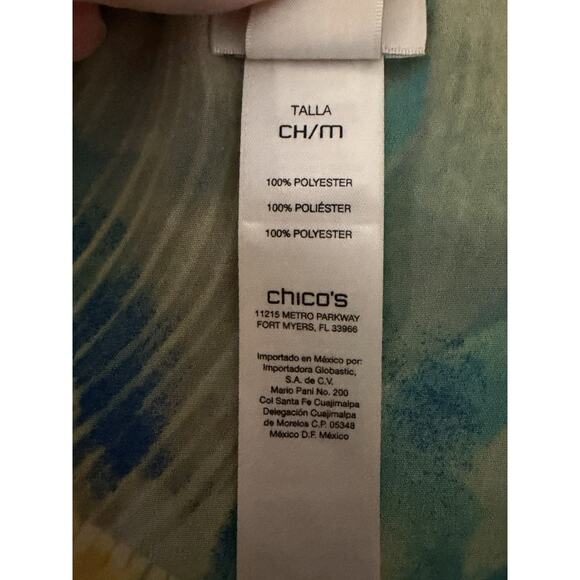 TALLA
CH/M
100% POLYESTER
100% POLIÉSTER
100% POLYESTER
chico's
11215 METRO PARKWAY
FORT MYERS, FL 33966
Importado en México por:
Importadora Globastic,
S.A. de C.V.
Mario Pani No. 200
Col Santa Fe Cuajimalpa
Delegación Cuajimalpa
de Morelos C.P. 05348
México D.F. México